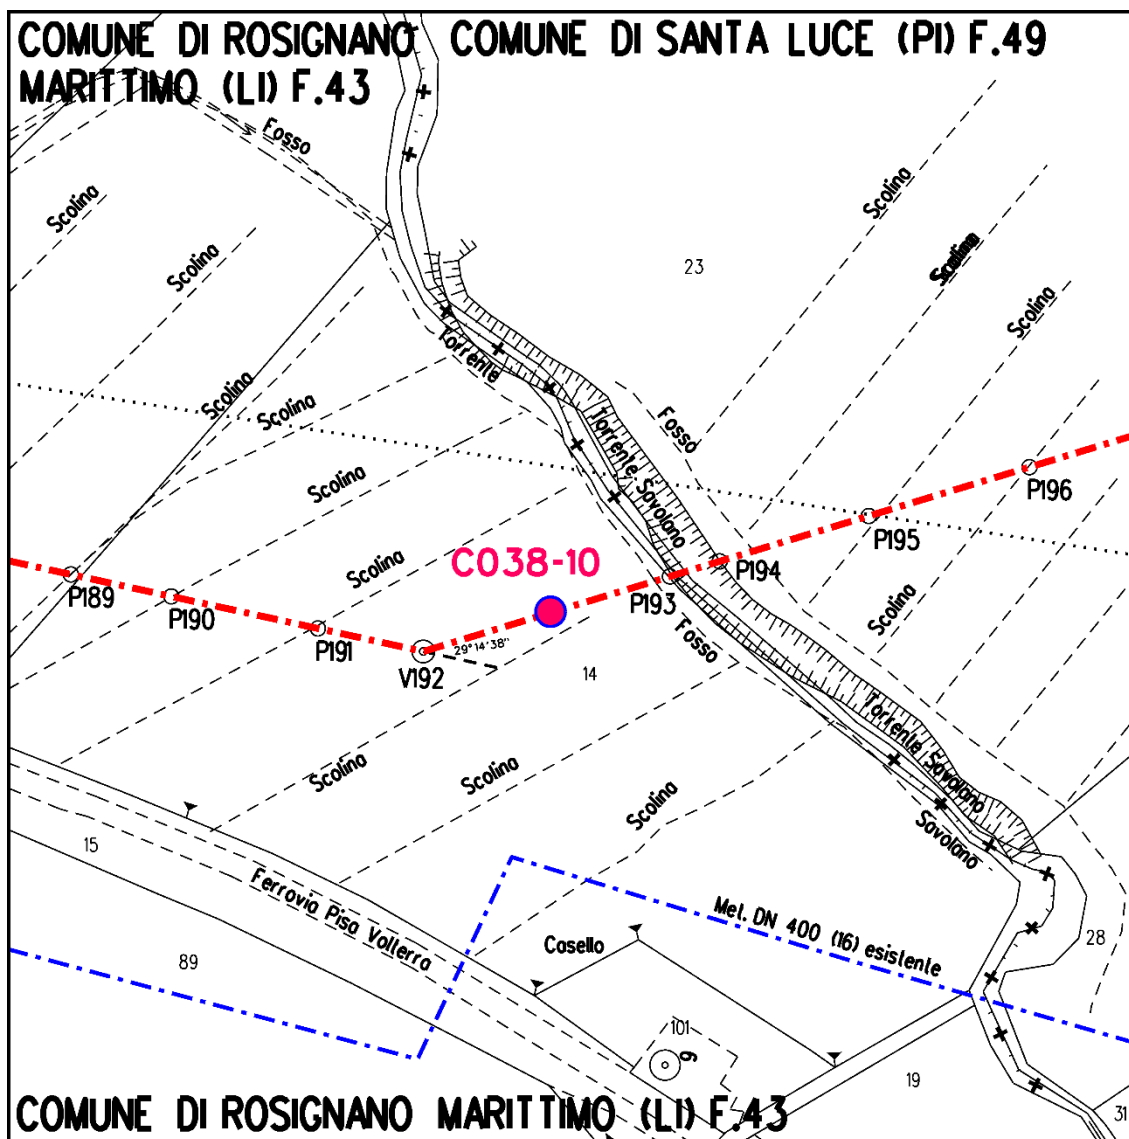 COMUNE DI ROSIGNANO COMUNE DI SANTA LUCE (PI) F.49
MARITTIMO (LI) F.43
Fosso
Scolina
Scolina
Scolina
Scolina
Scolina
23
Torrente
Scolina
Scolina
Fosso
Scolina
Torrente Savolano
P196
Scolina
P195
C038-10
Scolina
P194
P189
P190
P193
Scolina
P191
29°14'38"
Fosso
V192
14
Torrente Savolano
Scolina
Scolina
Scolina
Savolano
15
Ferrovia Pisa Volterra
Met. DN 400 (16) esistente
Casello
28
89
101
6
19
31
COMUNE DI ROSIGNANO MARITTIMO (LI) F.43